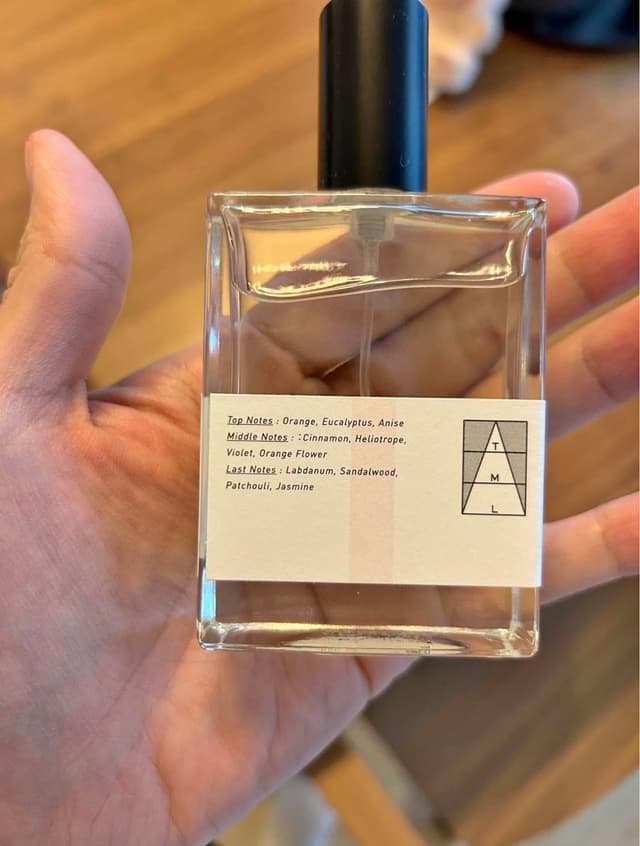 Top Notes : Orange, Eucalyptus, Anise
Middle Notes : :Cinnamon, Heliotrope,
Violet, Orange Flower
Last Notes : Labdanum, Sandalwood,
Patchouli, Jasmine
T
M
L